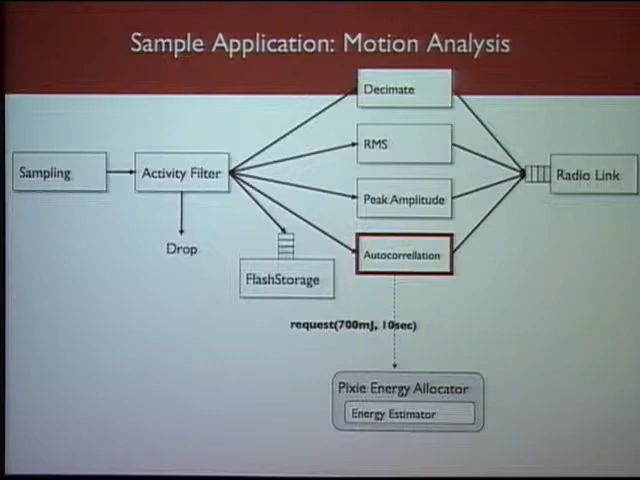 Sample Application: Motion Analysis
Decimate
RMS
Sampling
Activity Filter
Radio Link
Peak Amplitude
Drop
Autocorrellation
FlashStorage
request(700mJ, 10sec)
Pixie Energy Allocator
Energy Estimator